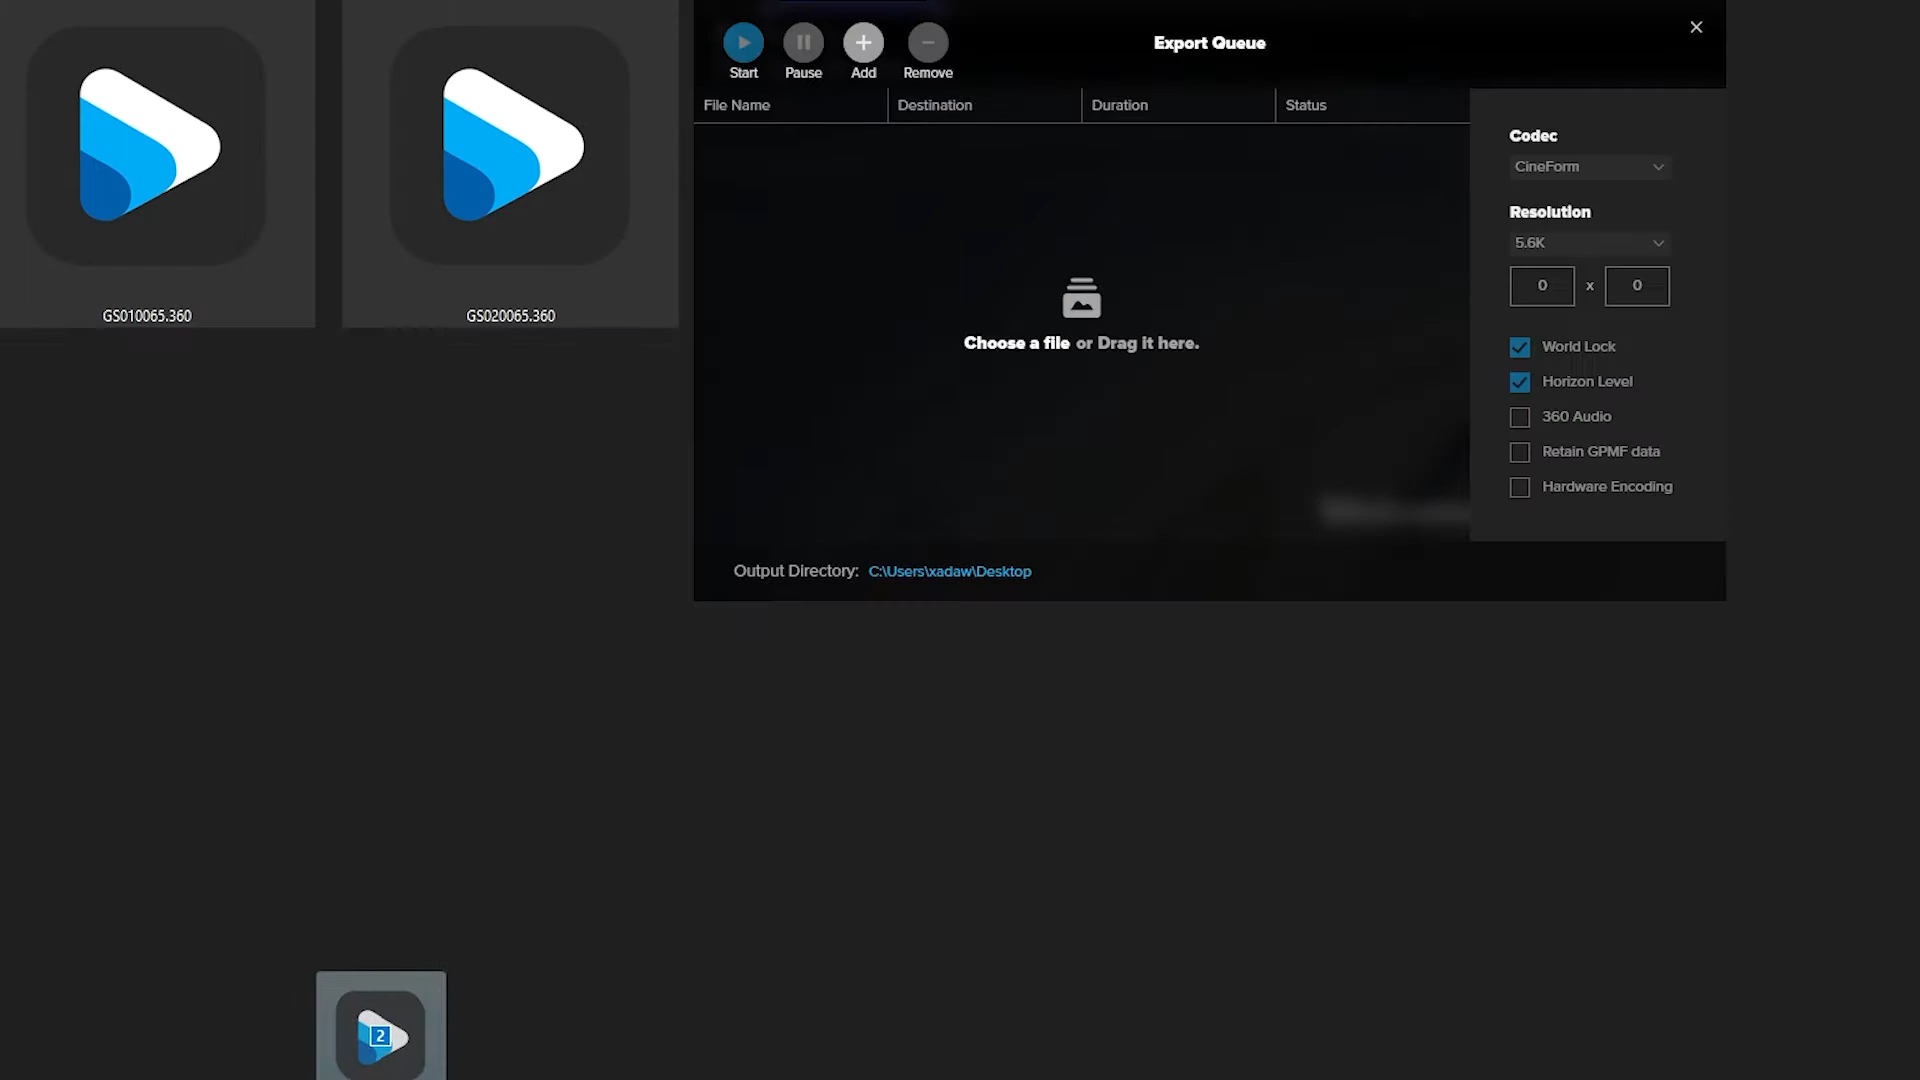 Start
Pause
Add
Remove
Export Queue
File Name
Destination
Duration
Status
GS010065.360
GS020065.360
Choose a file or Drag it here.
Codec
CineForm
Resolution
5.6K
0 x 0
World Lock
Horizon Level
360 Audio
Retain GPMF data
Hardware Encoding
Output Directory: C:\Users\xadaw\Desktop
2